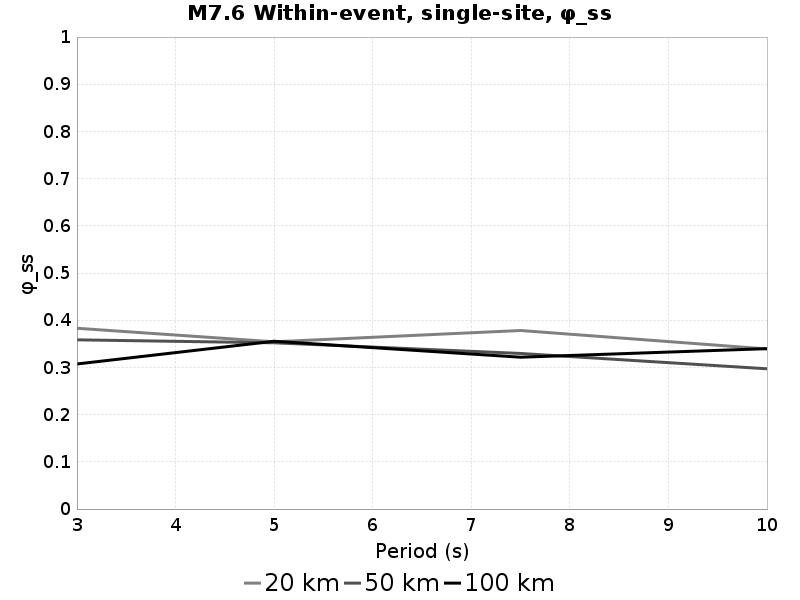 M7.6 Within-event, single-site, φ_ss
1
0.9
0.8
0.7
0.6
0.5
0.4
0.3
0.2
0.1
0
φ_ss
3 4 5 6 7 8 9 10
Period (s)
20 km 50 km 100 km